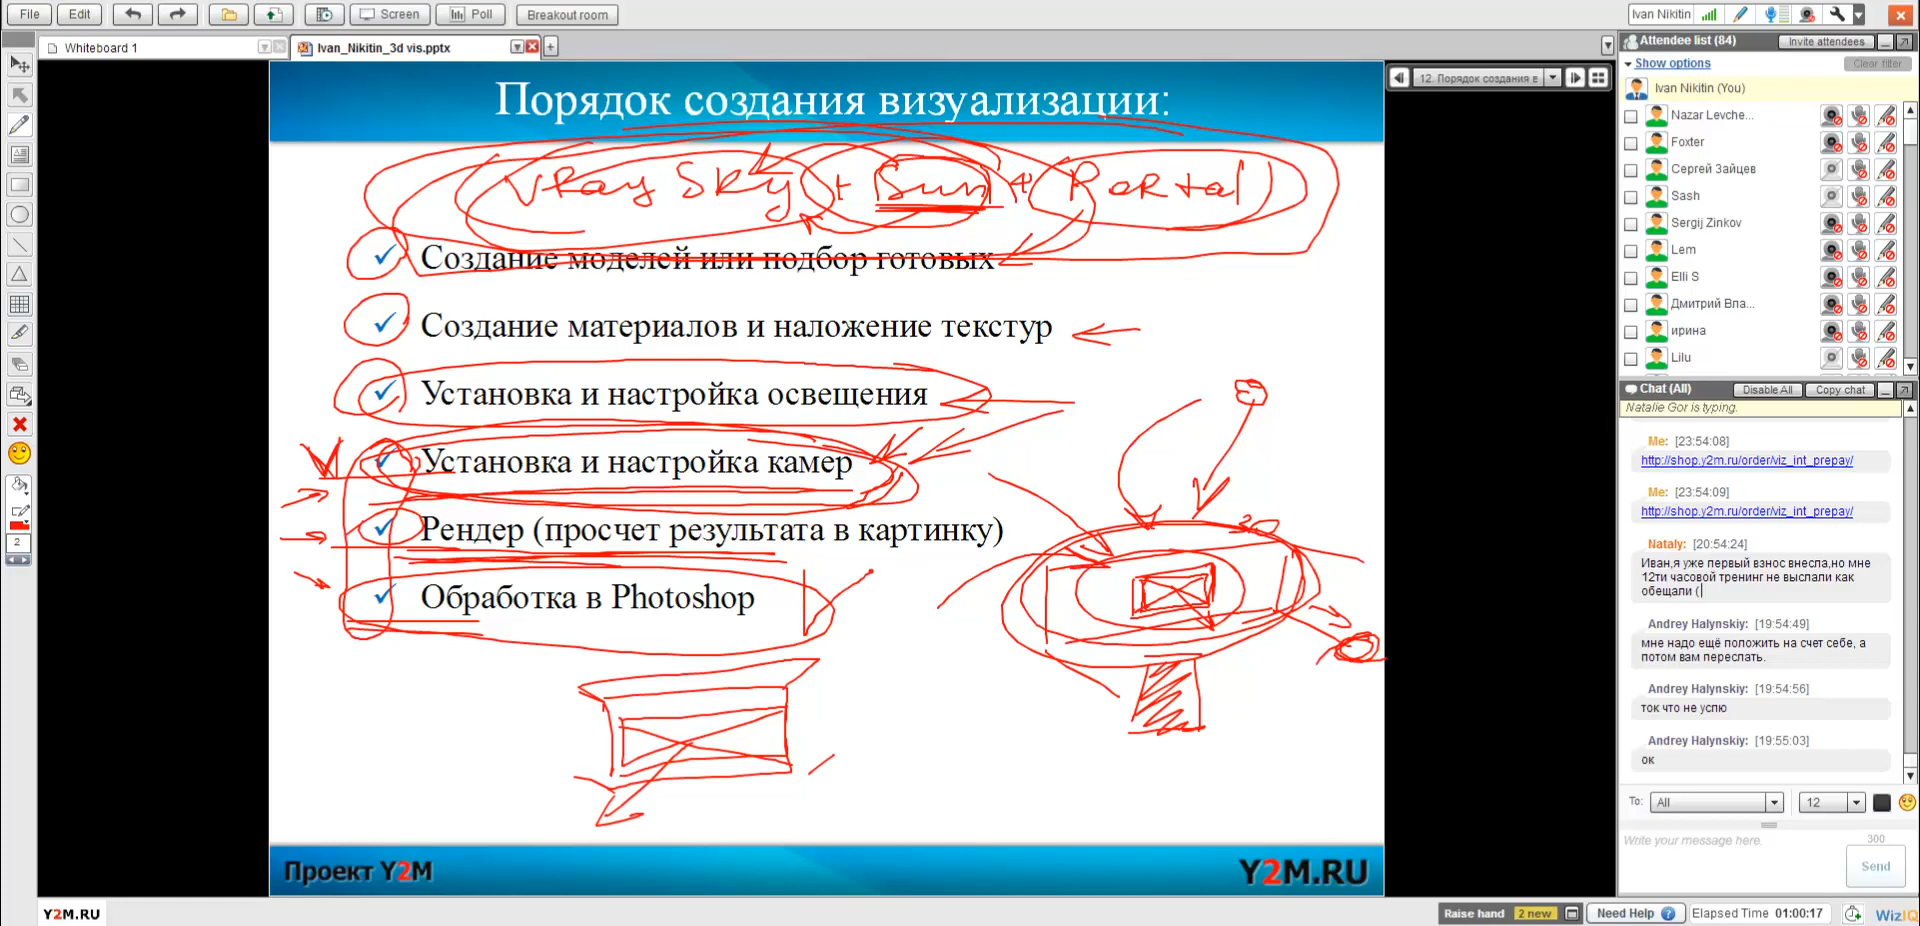 File
Edit
Screen
Poll
Breakout room
Ivan Nikitin
Whiteboard 1
Ivan_Nikitin_3d vis.pptx
Attendee list (84)
Invite attendees
Show options
Clear filter
12. Порядок создания в
Порядок создания визуализации:
VRay Sky + Sun + Portal
Создание моделей или подбор готовых
Создание материалов и наложение текстур
Установка и настройка освещения
Установка и настройка камер
Рендер (просчет результата в картинку)
Обработка в Photoshop
Проект Y2M
Y2M.RU
Ivan Nikitin (You)
Nazar Levche...
Foxter
Сергей Зайцев
Sash
Sergij Zinkov
Lem
Elli S
Дмитрий Вла...
ирина
Lilu
Chat (All)
Disable All
Copy chat
Natalie Gor is typing.
Me: [23:54:08]
http://shop.y2m.ru/order/viz_int_prepay/
Me: [23:54:09]
http://shop.y2m.ru/order/viz_int_prepay/
Nataly: [20:54:24]
Иван,я уже первый взнос внесла,но мне
12ти часовой тренинг не выслали как
обещали (
Andrey Halynskiy: [19:54:49]
мне надо ещё положить на счет себе, а
потом вам переслать.
Andrey Halynskiy: [19:54:56]
ток что не успю
Andrey Halynskiy: [19:55:03]
ок
To:
All
12
Write your message here.
300
Send
2
Y2M.RU
Raise hand
2 new
Need Help ?
Elapsed Time 01:00:17
WizIQ